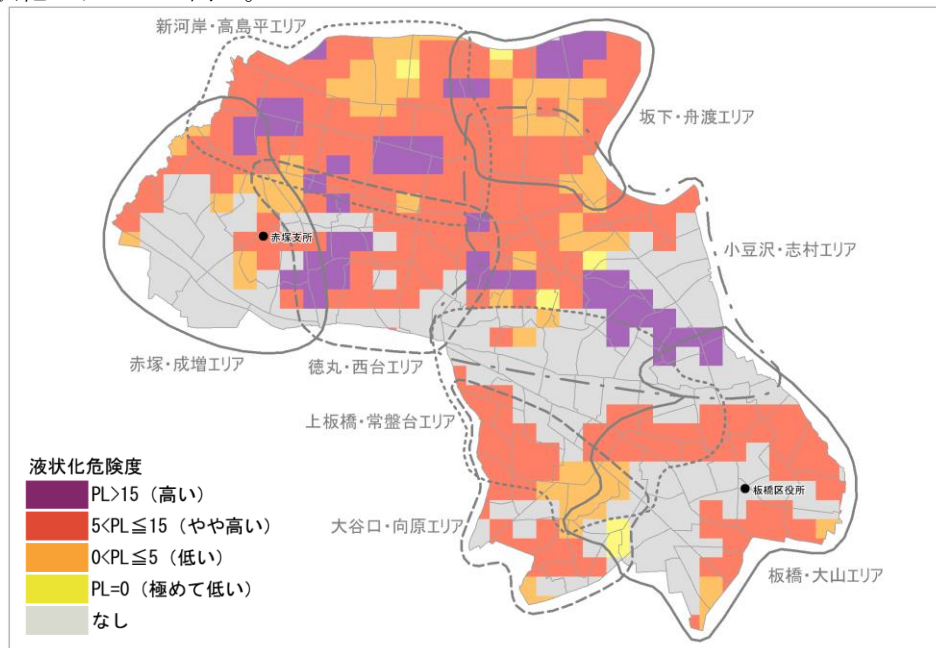 新河岸・高島平エリア
坂下・舟渡エリア
赤塚支所
小豆沢・志村エリア
赤塚・成増エリア
徳丸・西台エリア
上板橋・常盤台エリア
液状化危険度
PL>15（高い）
5<PL≦15（やや高い）
0<PL≦5（低い）
PL=0（極めて低い）
なし
板橋区役所
大谷口・向原エリア
板橋・大山エリア